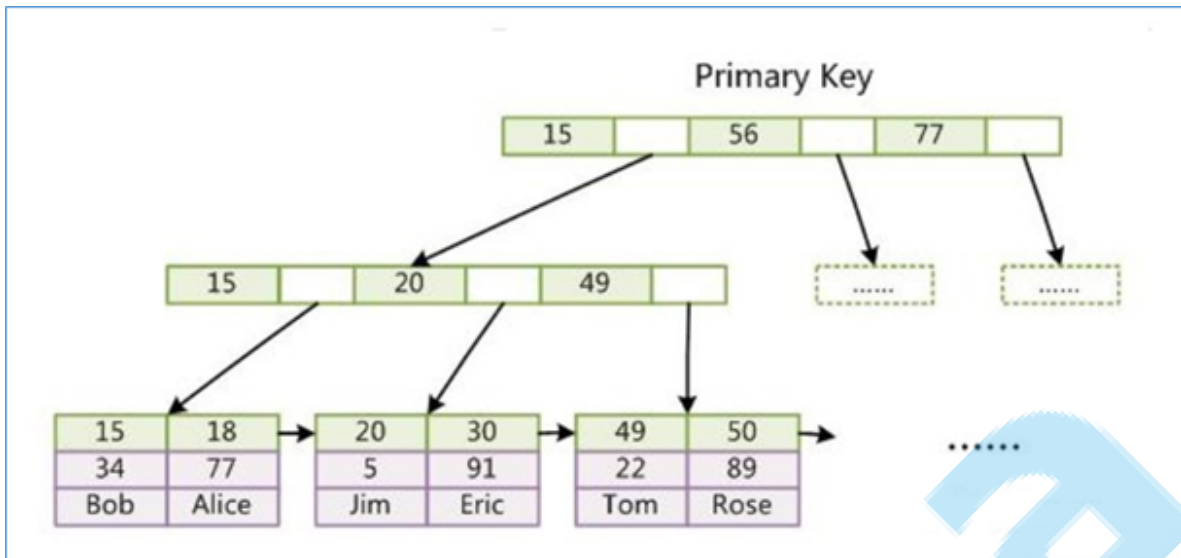 Primary Key
15 56 77
15 20 49
...... ......
15 18 20 30 49 50
34 77 5 91 22 89
Bob Alice Jim Eric Tom Rose
......